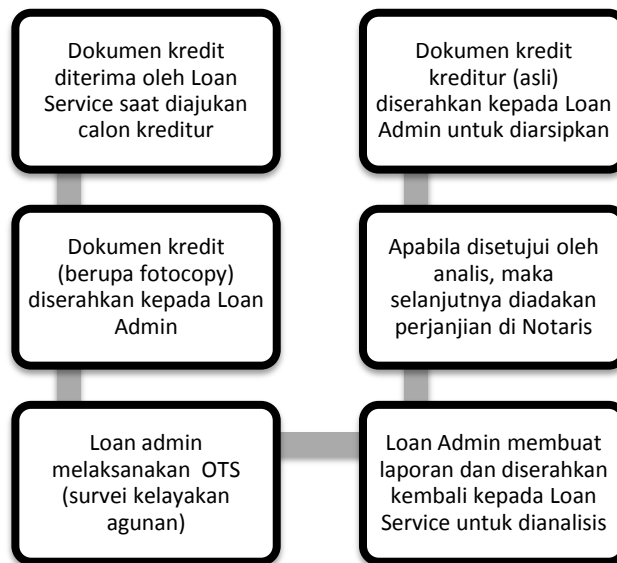 Dokumen kredit
diterima oleh Loan
Service saat diajukan
calon kreditur
Dokumen kredit
(berupa fotocopy)
diserahkan kepada Loan
Admin
Loan admin
melaksanakan OTS
(survei kelayakan
agunan)
Loan Admin membuat
laporan dan diserahkan
kembali kepada Loan
Service untuk dianalisis
Apabila disetujui oleh
analis, maka
selanjutnya diadakan
perjanjian di Notaris
Dokumen kredit
kreditur (asli)
diserahkan kepada Loan
Admin untuk diarsipkan